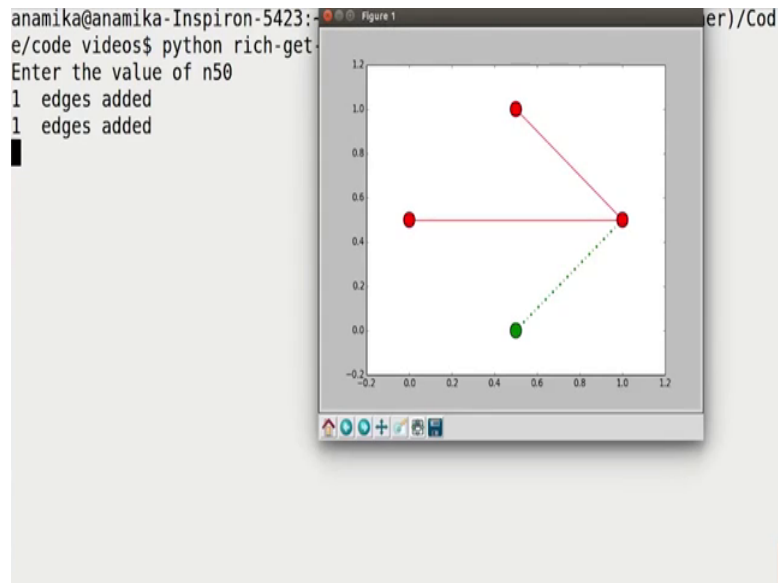 anamika@anamika-Inspiron-5423:~
Figure 1
er)/Cod
e/code videos$ python rich-get-
Enter the value of n50
1 edges added
1 edges added
1.2
1.0
0.8
0.6
0.4
0.2
0.0
−0.2
−0.2 0.0 0.2 0.4 0.6 0.8 1.0 1.2